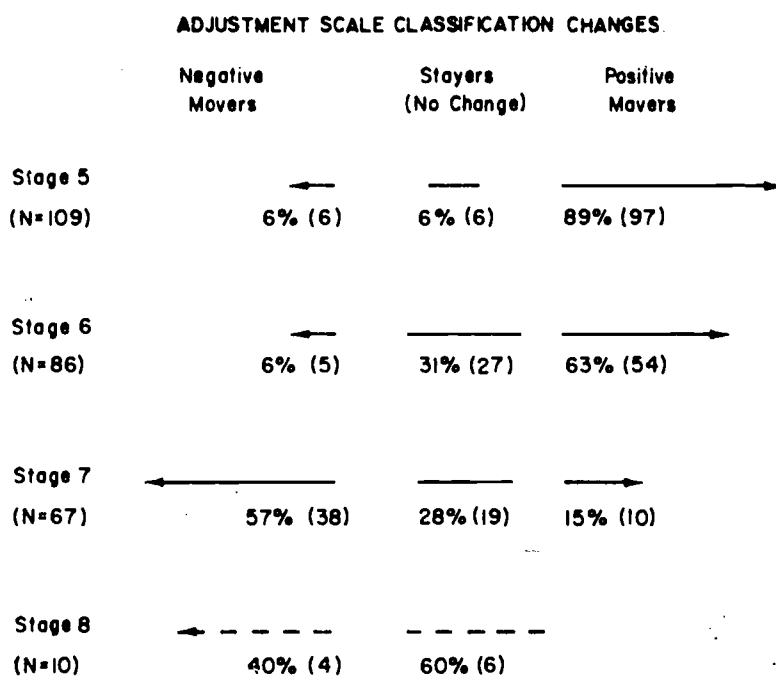 ADJUSTMENT SCALE CLASSIFICATION CHANGES
Negative Stayers Positive
Movers (No Change) Mavers
Stage 5
(N=109) 6% (6) 6% (6) 89% (97)
Stage 6
(N=86) 6% (5) 31% (27) 63% (54)
Stage 7
(N=67) 57% (38) 28% (19) 15% (10)
Stage 8
(N=10) 40% (4) 60% (6)